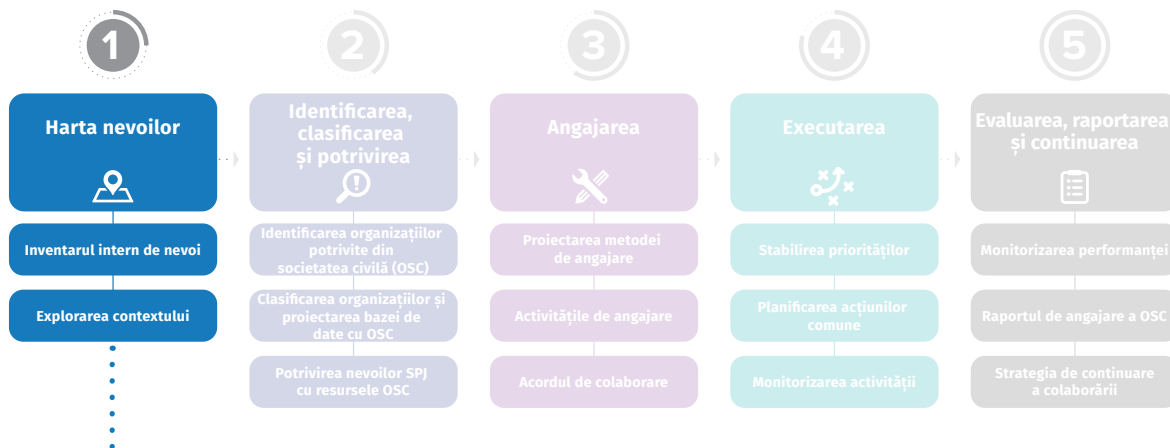 1
Harta nevoilor
Inventarul intern de nevoi
Explorarea contextului
2
Identificarea,
clasificarea
și potrivirea
Identificarea organizațiilor
potrivite din
societatea civilă (OSC)
Clasificarea organizațiilor și
proiectarea bazei de
date cu OSC
Potrivirea nevoilor SPJ
cu resursele OSC
3
Angajarea
Proiectarea metodei
de angajare
Activitățile de angajare
Acordul de colaborare
4
Executarea
Stabilirea priorităților
Planificarea acțiunilor
comune
Monitorizarea activității
5
Evaluarea, raportarea
și continuarea
Monitorizarea performanței
Raportul de angajare a OSC
Strategia de continuare
a colaborării